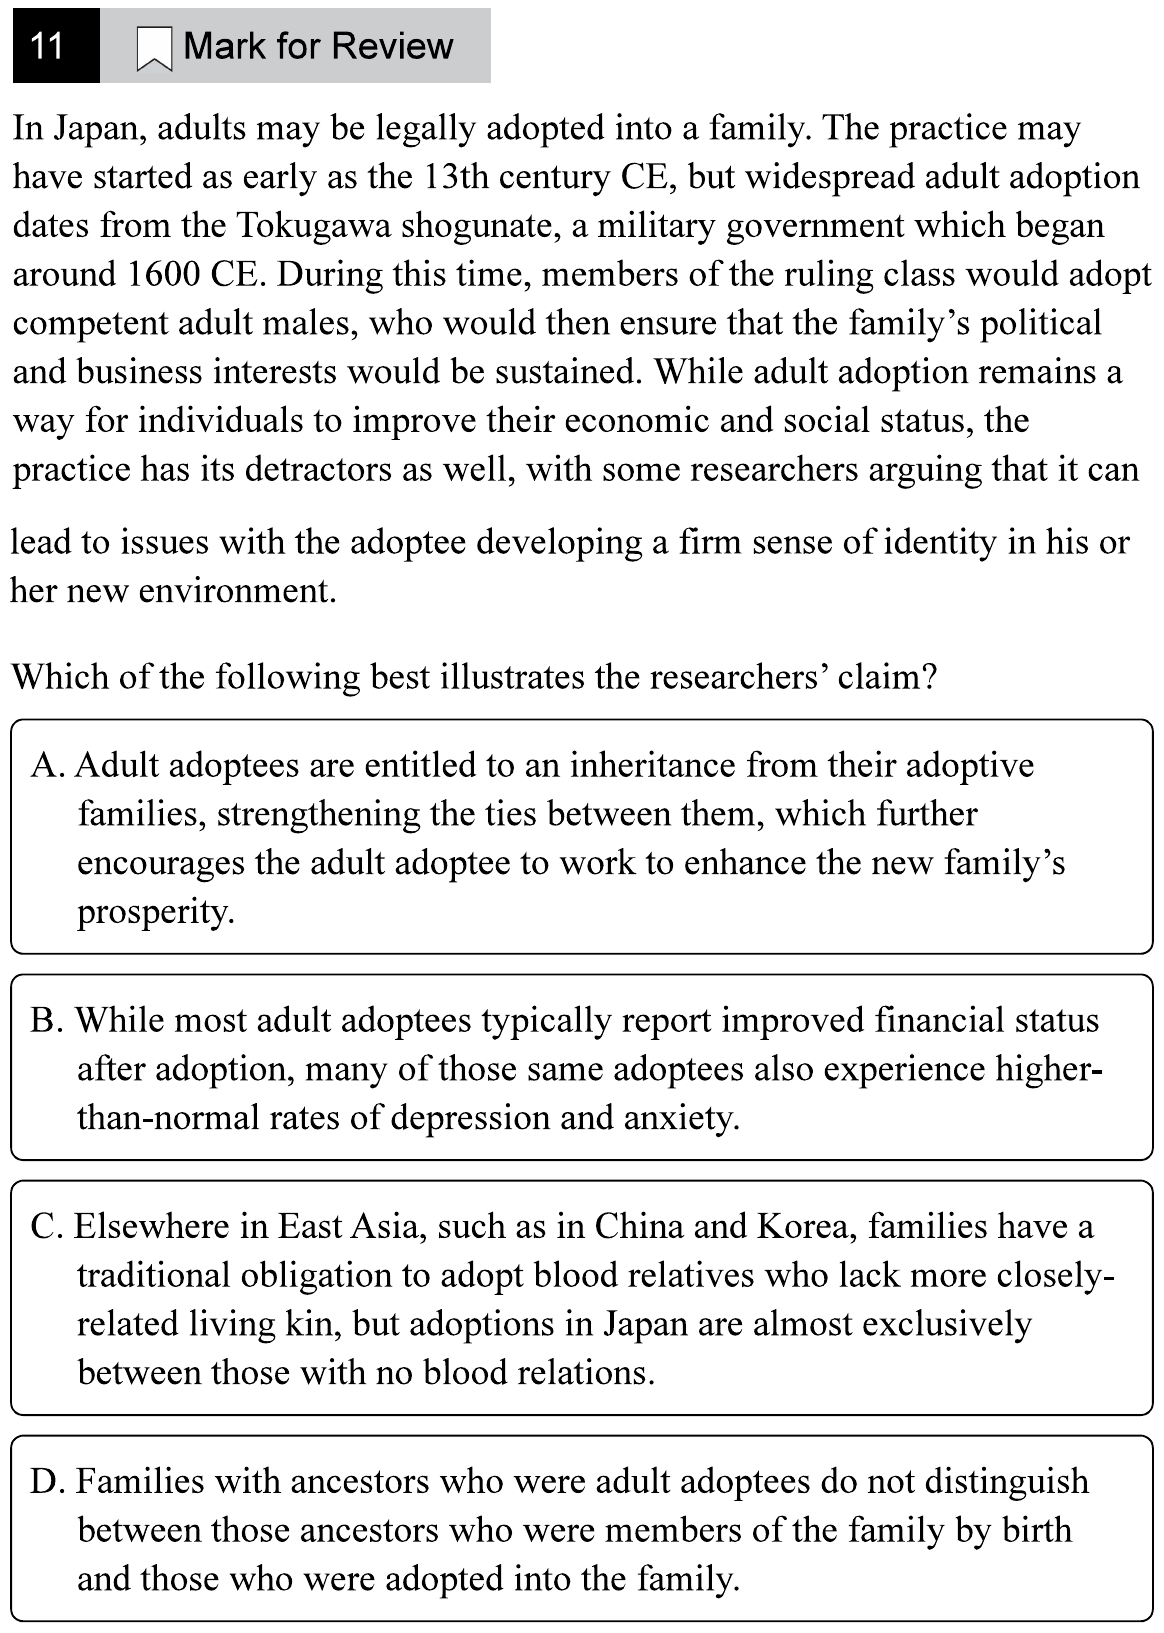 11 Mark for Review
In Japan, adults may be legally adopted into a family. The practice may
have started as early as the 13th century CE, but widespread adult adoption
dates from the Tokugawa shogunate, a military government which began
around 1600 CE. During this time, members of the ruling class would adopt
competent adult males, who would then ensure that the family’s political
and business interests would be sustained. While adult adoption remains a
way for individuals to improve their economic and social status, the
practice has its detractors as well, with some researchers arguing that it can
lead to issues with the adoptee developing a firm sense of identity in his or
her new environment.
Which of the following best illustrates the researchers’ claim?
A. Adult adoptees are entitled to an inheritance from their adoptive
families, strengthening the ties between them, which further
encourages the adult adoptee to work to enhance the new family’s
prosperity.
B. While most adult adoptees typically report improved financial status
after adoption, many of those same adoptees also experience higher-
than-normal rates of depression and anxiety.
C. Elsewhere in East Asia, such as in China and Korea, families have a
traditional obligation to adopt blood relatives who lack more closely-
related living kin, but adoptions in Japan are almost exclusively
between those with no blood relations.
D. Families with ancestors who were adult adoptees do not distinguish
between those ancestors who were members of the family by birth
and those who were adopted into the family.